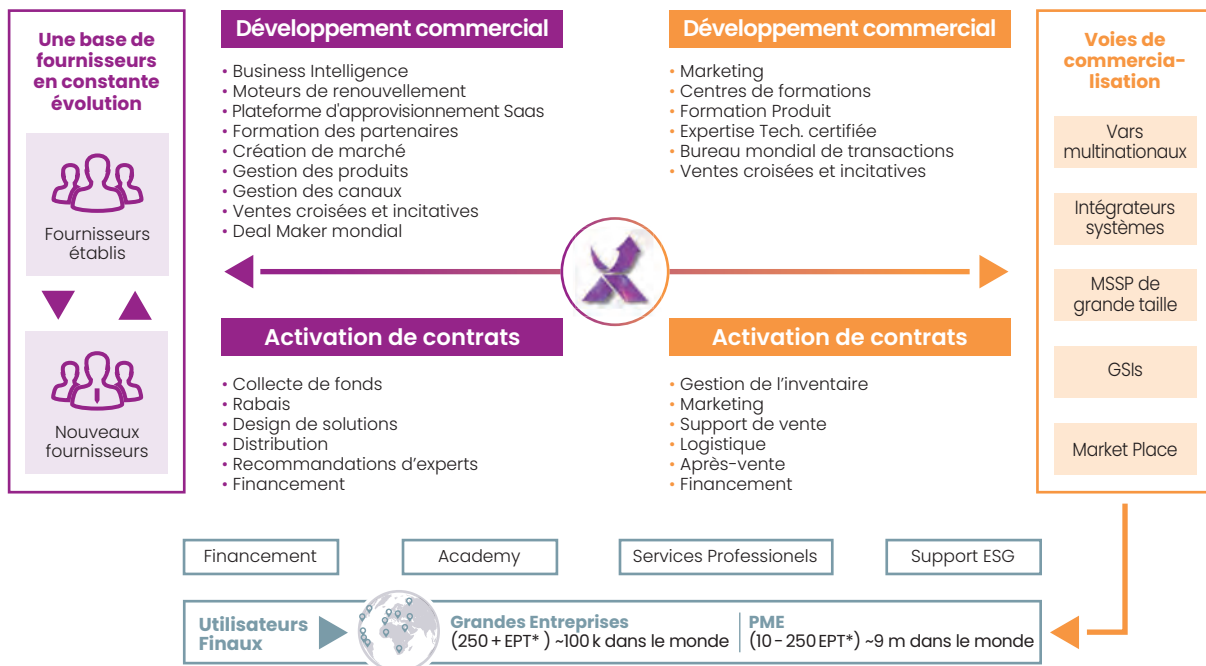 Une base de
fournisseurs
en constante
évolution
Fournisseurs
établis
Nouveaux
fournisseurs
Développement commercial
• Business Intelligence
• Moteurs de renouvellement
• Plateforme d'approvisionnement Saas
• Formation des partenaires
• Création de marché
• Gestion des produits
• Gestion des canaux
• Ventes croisées et incitatives
• Deal Maker mondial
Développement commercial
• Marketing
• Centres de formations
• Formation Produit
• Expertise Tech. certifiée
• Bureau mondial de transactions
• Ventes croisées et incitatives
Activation de contrats
• Collecte de fonds
• Rabais
• Design de solutions
• Distribution
• Recommandations d’experts
• Financement
Activation de contrats
• Gestion de l’inventaire
• Marketing
• Support de vente
• Logistique
• Après-vente
• Financement
Voies de
commercia-
lisation
Vars
multinationaux
Intégrateurs
systèmes
MSSP de
grande taille
GSIs
Market Place
Financement
Academy
Services Professionels
Support ESG
Utilisateurs
Finaux
Grandes Entreprises
(250 + EPT* ) ~100 k dans le monde
PME
(10 - 250 EPT*) ~9 m dans le monde